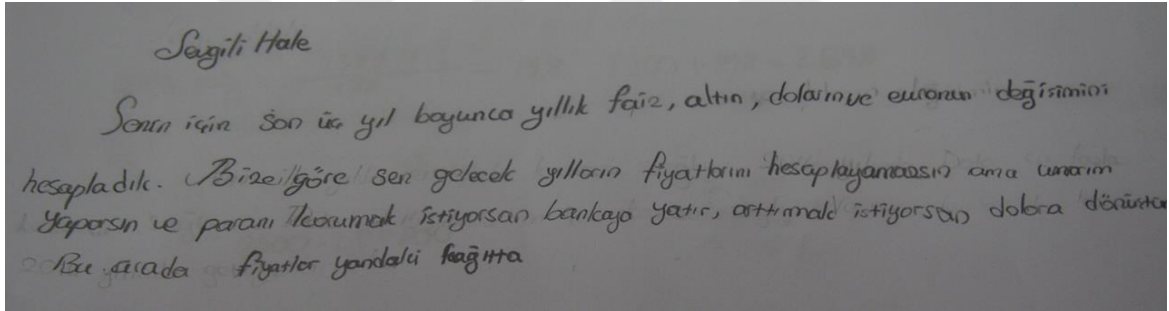 Sevgili Hale
Senin için son üç yıl boyunca yıllık faiz, altın, doların ve euronun değişimini
hesapladık. Bize göre sen gelecek yılların fiyatlarını hesaplayamazsın ama umarım
yaparsın ve paranı korumak istiyorsan bankaya yatır, arttırmak istiyorsan dolara dönüştür
Bu arada fiyatlar yandaki kağıtta